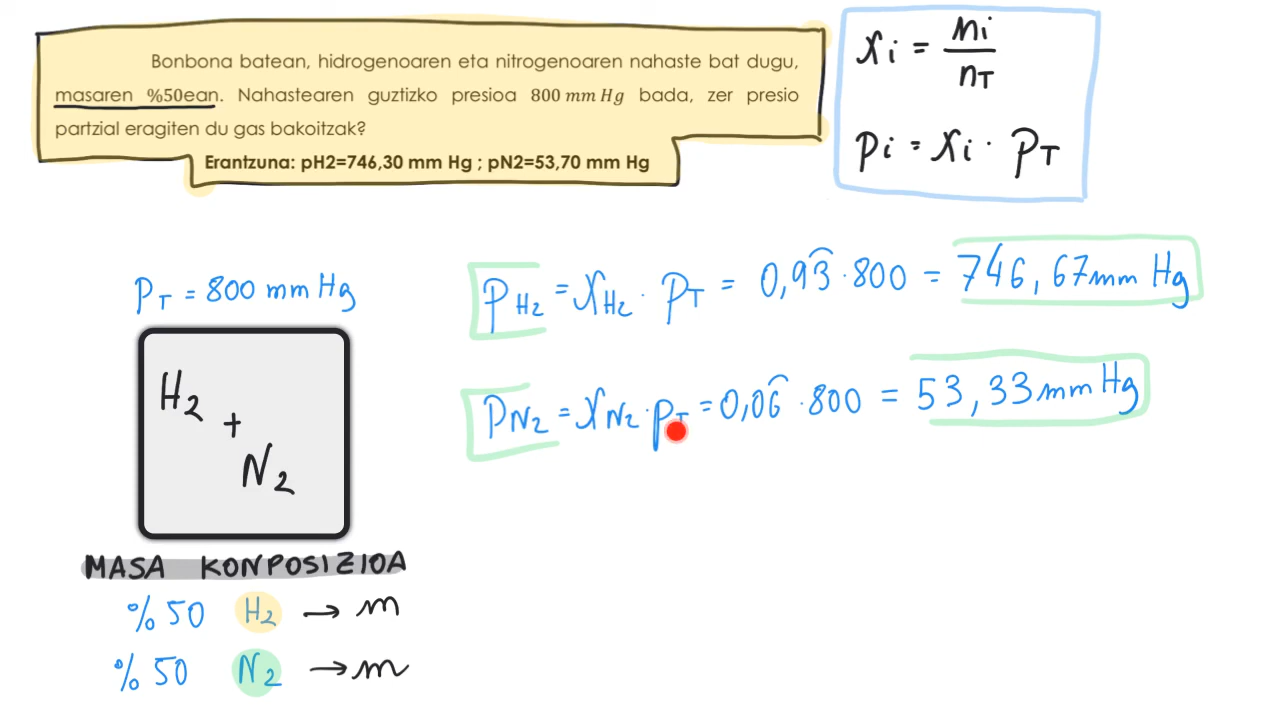 Bonbona batean, hidrogenoaren eta nitrogenoaren nahaste bat dugu,
masaren %50ean. Nahastearen guztizko presioa 800 mm Hg bada, zer presio
partzial eragiten du gas bakoitzak?
Erantzuna: pH2=746,30 mm Hg ; pN2=53,70 mm Hg
xi = ni/nT
pi = xi · pT
pT = 800 mm Hg
pH2 = xH2 · pT = 0,93̂ · 800 = 746,67 mm Hg
pN2 = xN2 · pT = 0,06̂ · 800 = 53,33 mm Hg
H2
+
N2
MASA KONPOSIZIOA
% 50 H2 → m
% 50 N2 → m